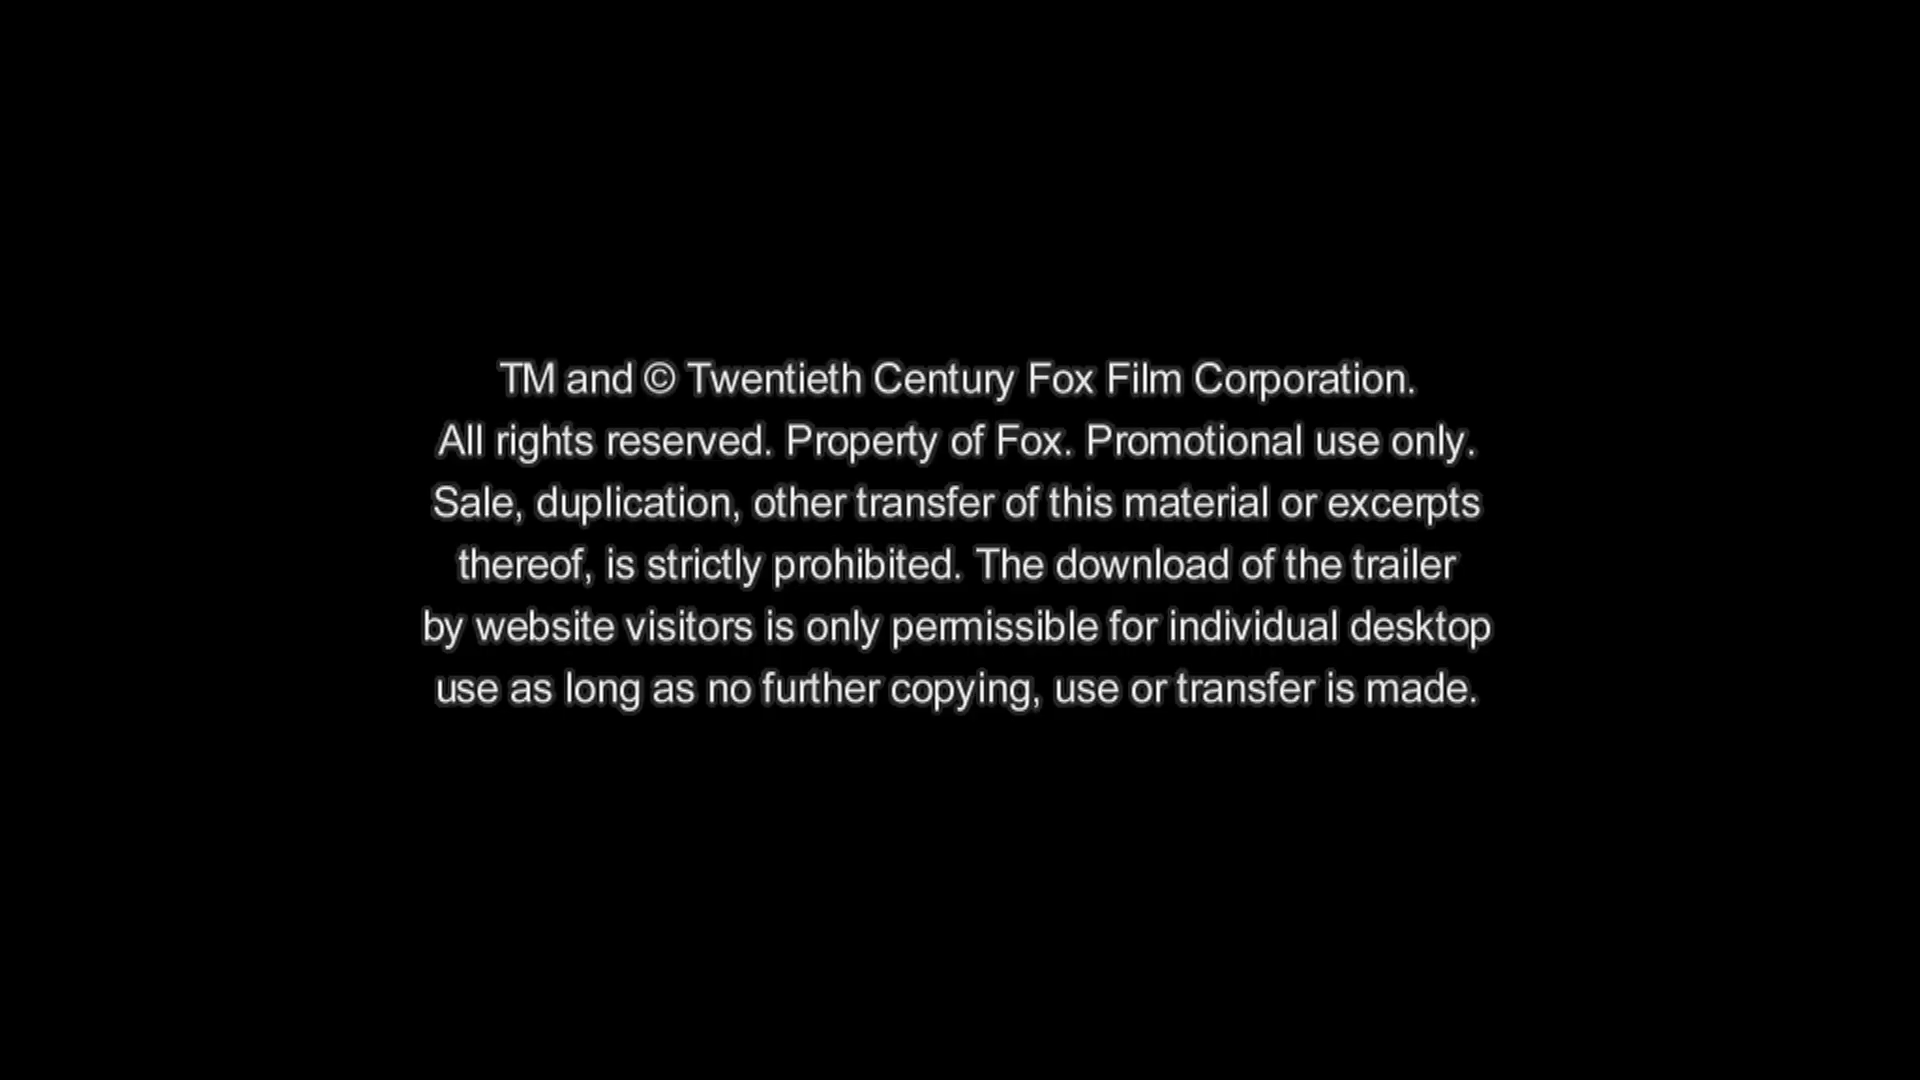 TM and © Twentieth Century Fox Film Corporation.
All rights reserved. Property of Fox. Promotional use only.
Sale, duplication, other transfer of this material or excerpts
thereof, is strictly prohibited. The download of the trailer
by website visitors is only permissible for individual desktop
use as long as no further copying, use or transfer is made.